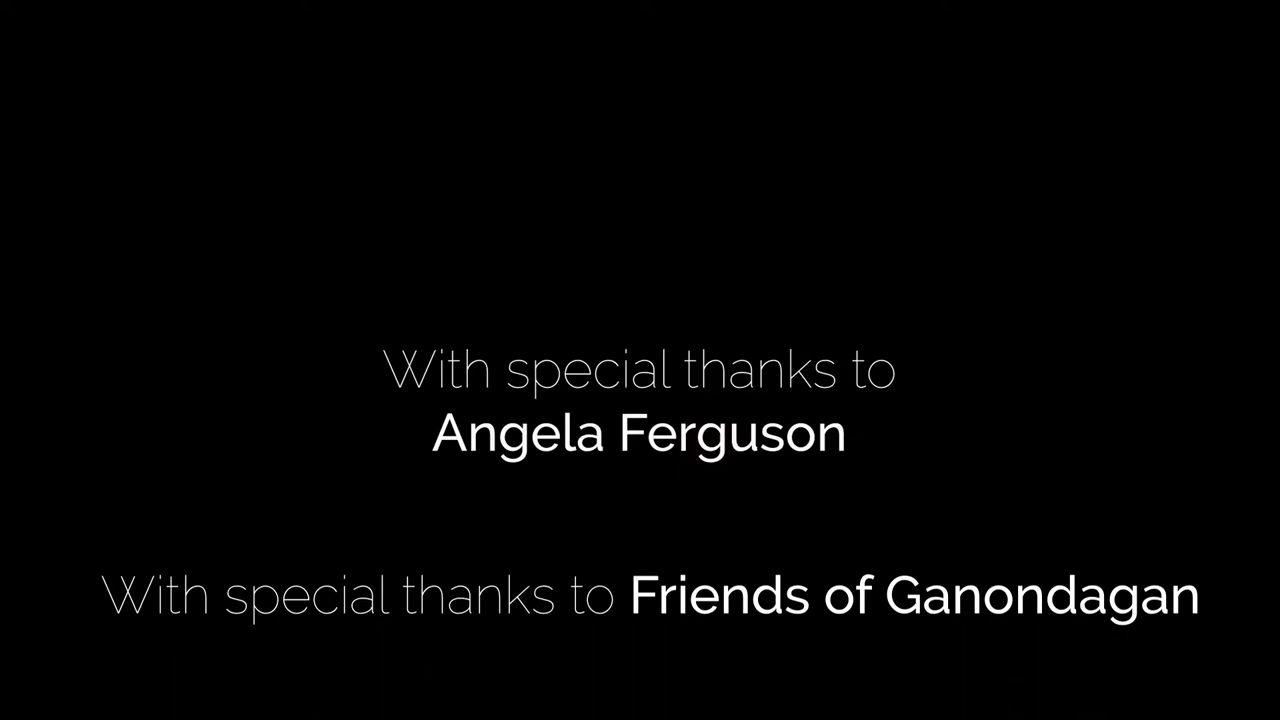 With special thanks to
Angela Ferguson
With special thanks to Friends of Ganondagan